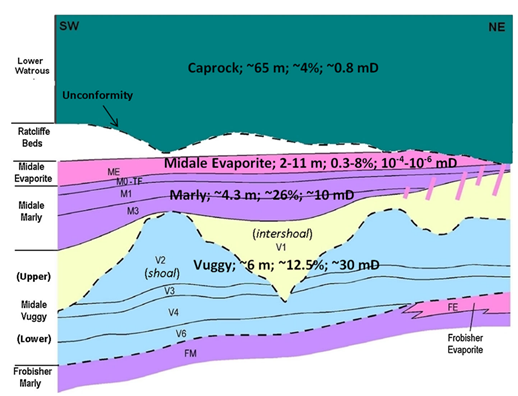 SW
NE
Lower
Watrous
Caprock; ~65 m; ~4%; ~0.8 mD
Unconformity
Ratcliffe
Beds
Midale
Evaporite
ME
Midale Evaporite; 2-11 m; 0.3-8%; 10⁻⁴-10⁻⁶ mD
M0-TF
Midale
Marly
M1
Marly; ~4.3 m; ~26%; ~10 mD
M3
(intershoal)
V1
(Upper)
V2
(shoal)
Vuggy; ~6 m; ~12.5%; ~30 mD
V3
Midale
Vuggy
V4
FE
(Lower)
V6
Frobisher
Evaporite
FM
Frobisher
Marly